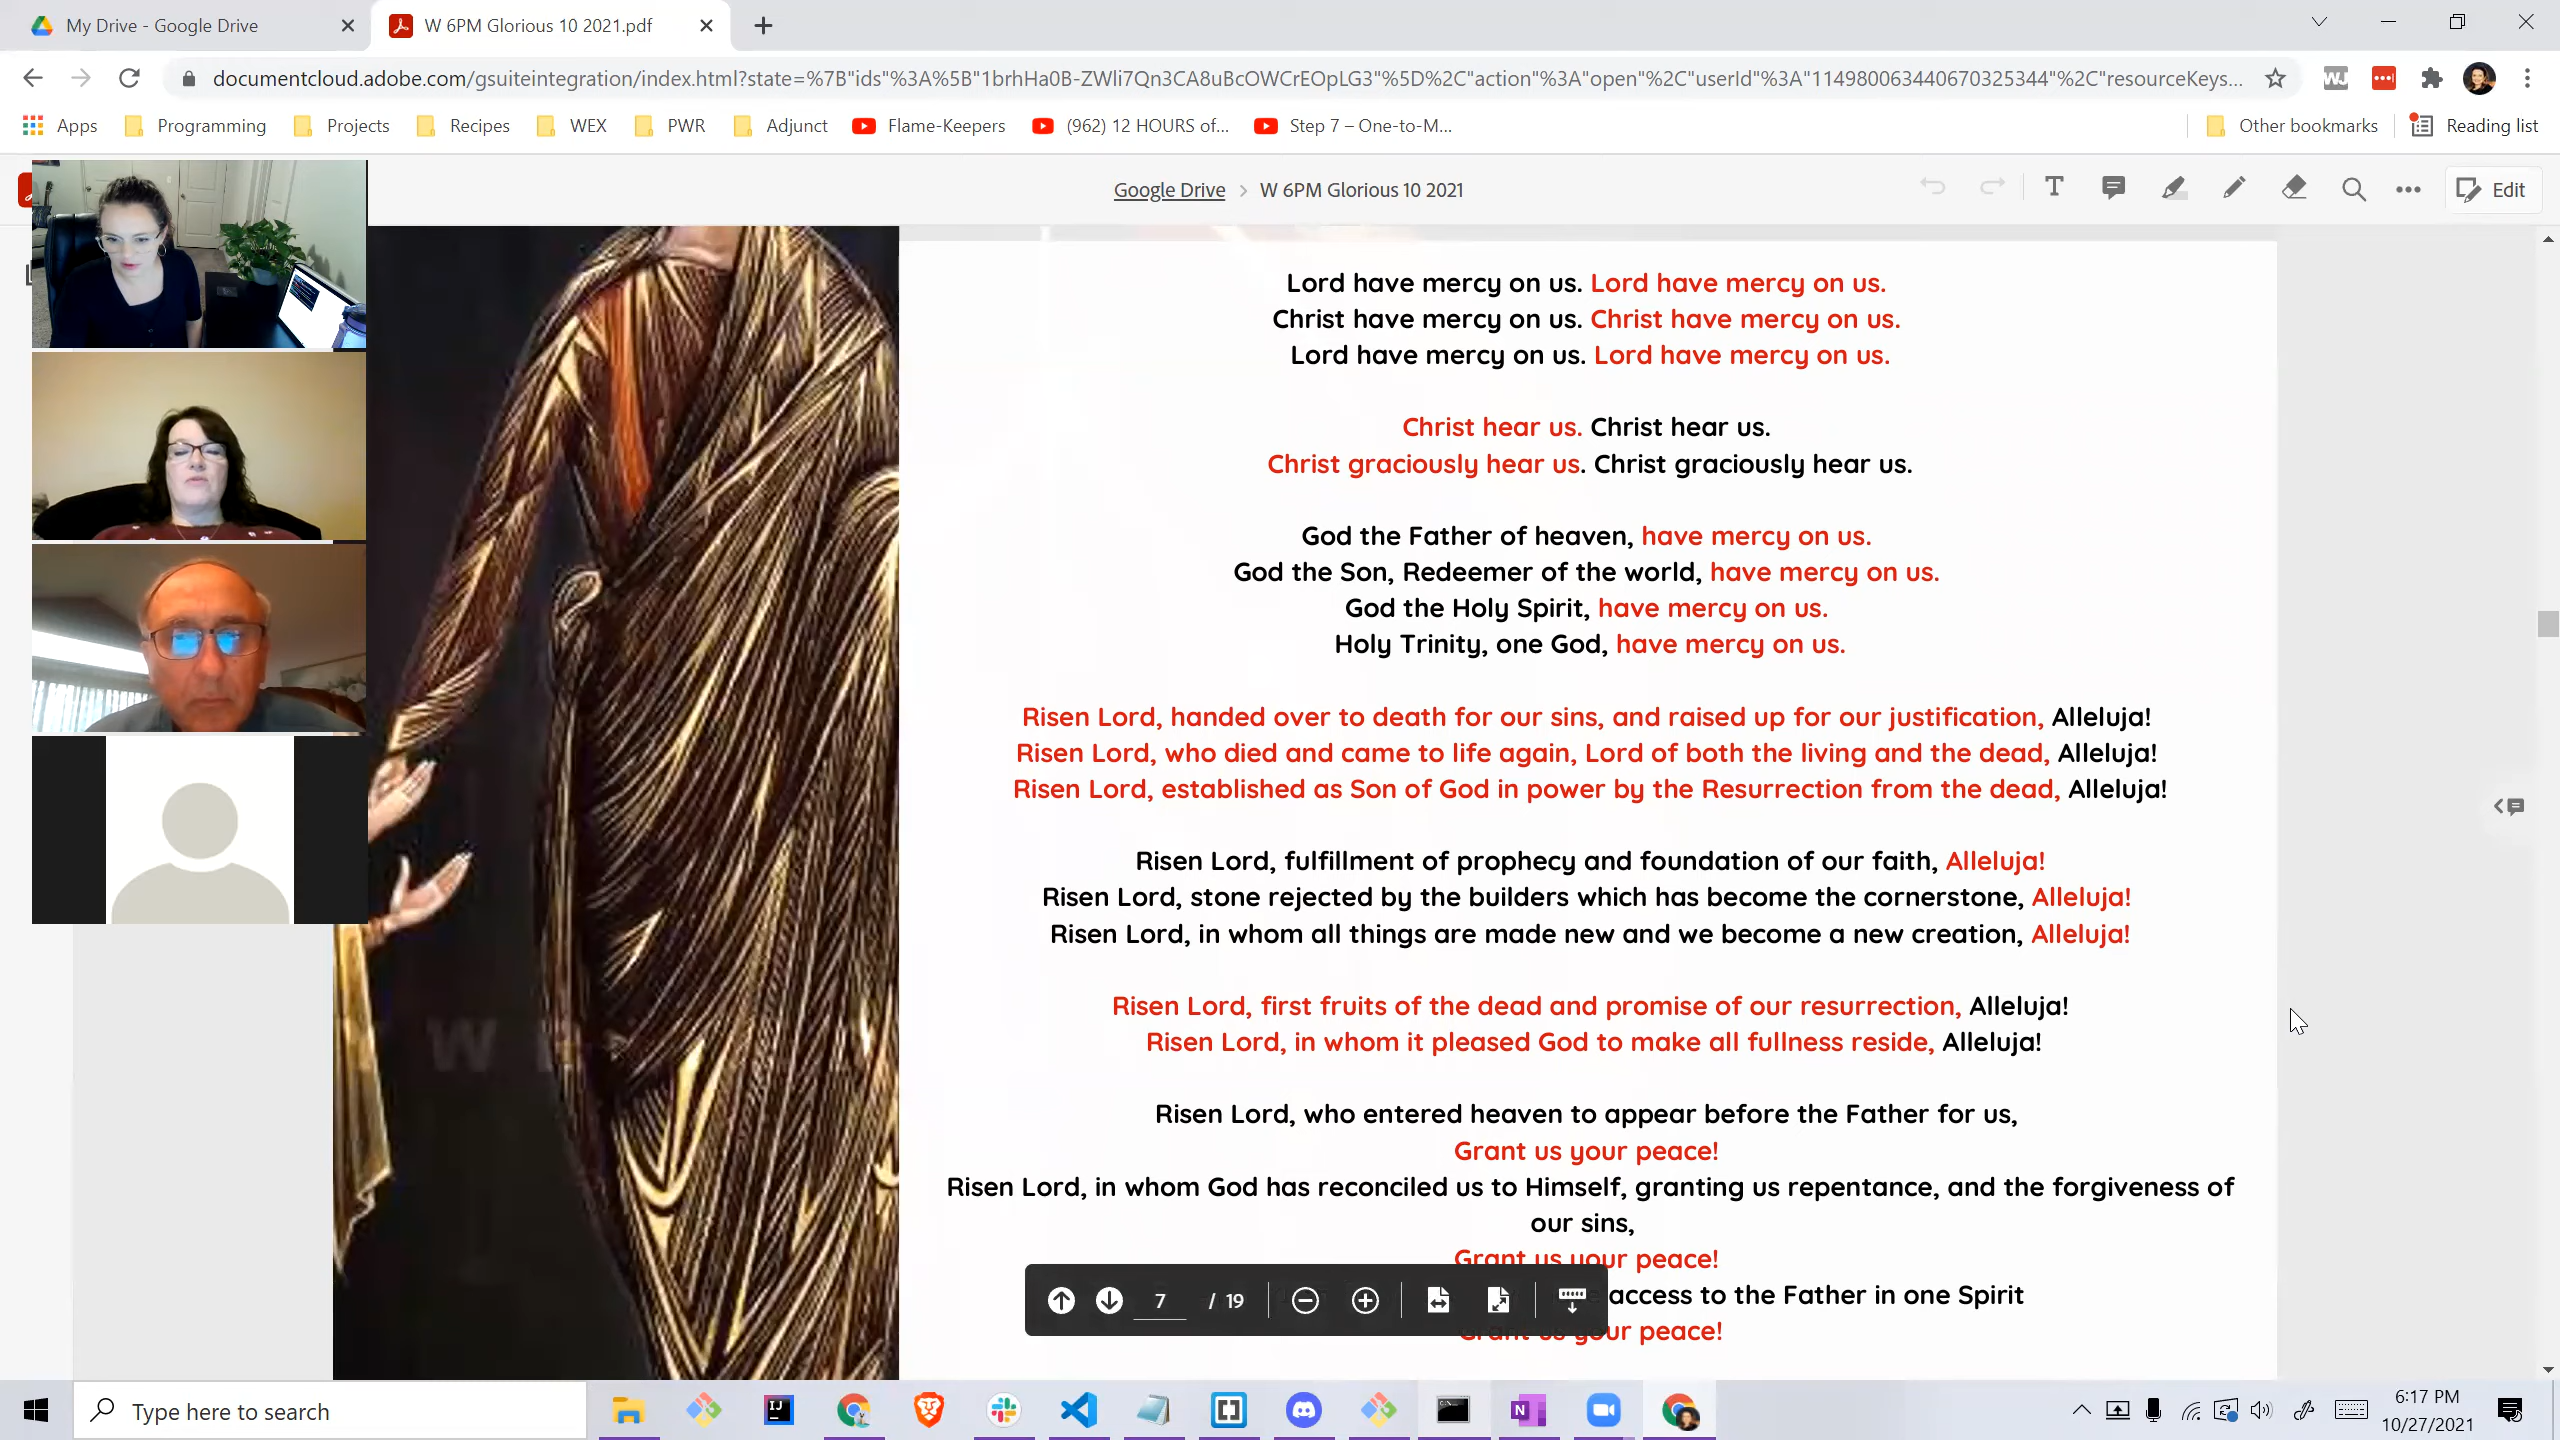 My Drive - Google Drive
W 6PM Glorious 10 2021.pdf
documentcloud.adobe.com/gsuiteintegration/index.html?state=%7B"ids"%3A%5B"1brhHa0B-ZWli7Qn3CA8uBcOWCrEOpLG3"%5D%2C"action"%3A"open"%2C"userId"%3A"114980063440670325344"%2C"resourceKeys...
Apps Programming Projects Recipes WEX PWR Adjunct Flame-Keepers (962) 12 HOURS of... Step 7 – One-to-M... Other bookmarks Reading list
Google Drive > W 6PM Glorious 10 2021
Edit
Lord have mercy on us. Lord have mercy on us.
Christ have mercy on us. Christ have mercy on us.
Lord have mercy on us. Lord have mercy on us.
Christ hear us. Christ hear us.
Christ graciously hear us. Christ graciously hear us.
God the Father of heaven, have mercy on us.
God the Son, Redeemer of the world, have mercy on us.
God the Holy Spirit, have mercy on us.
Holy Trinity, one God, have mercy on us.
Risen Lord, handed over to death for our sins, and raised up for our justification, Alleluja!
Risen Lord, who died and came to life again, Lord of both the living and the dead, Alleluja!
Risen Lord, established as Son of God in power by the Resurrection from the dead, Alleluja!
Risen Lord, fulfillment of prophecy and foundation of our faith, Alleluja!
Risen Lord, stone rejected by the builders which has become the cornerstone, Alleluja!
Risen Lord, in whom all things are made new and we become a new creation, Alleluja!
Risen Lord, first fruits of the dead and promise of our resurrection, Alleluja!
Risen Lord, in whom it pleased God to make all fullness reside, Alleluja!
Risen Lord, who entered heaven to appear before the Father for us,
Grant us your peace!
Risen Lord, in whom God has reconciled us to Himself, granting us repentance, and the forgiveness of
our sins,
Grant us your peace!
access to the Father in one Spirit
Grant us your peace!
7 / 19
Type here to search
6:17 PM
10/27/2021